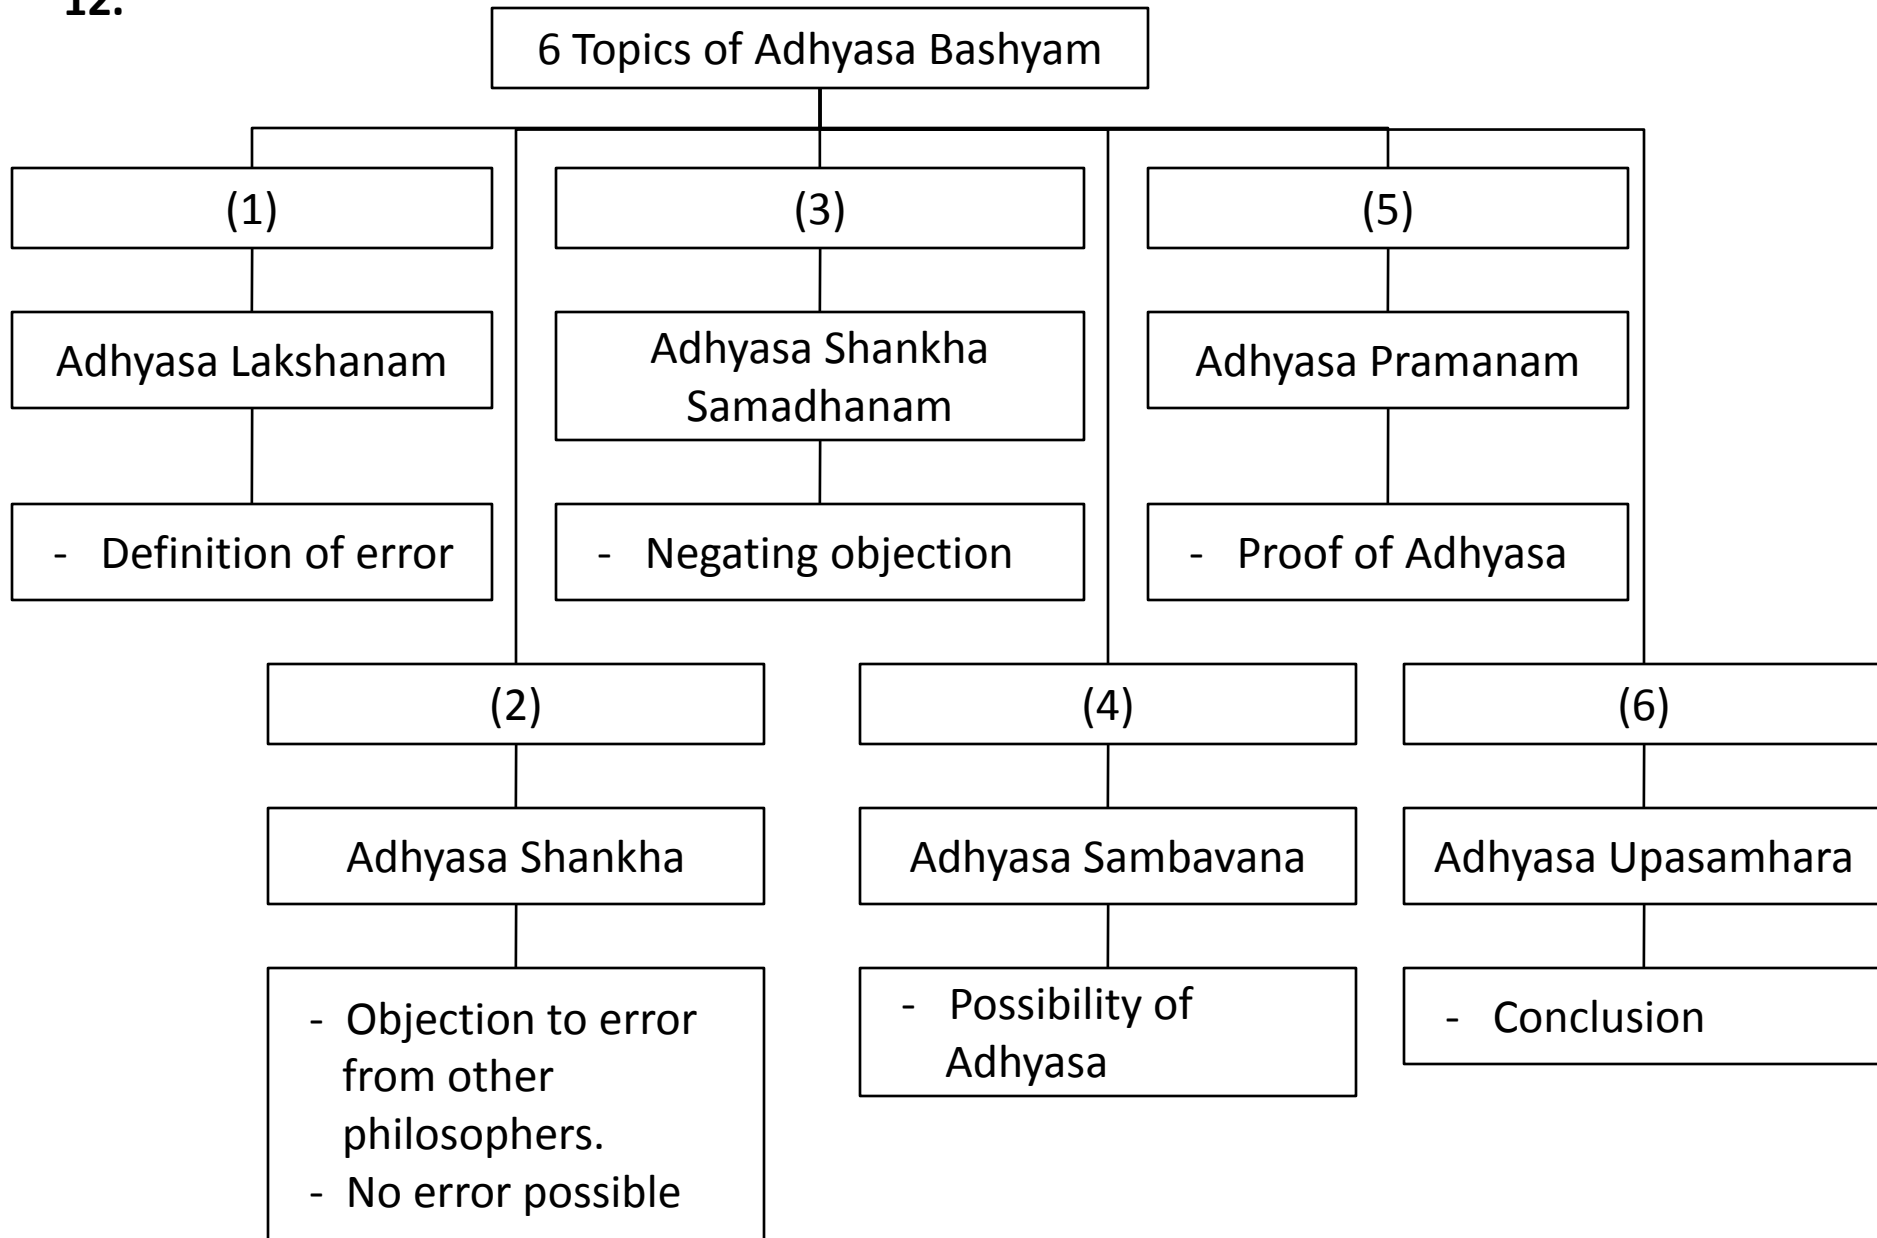 12.
6 Topics of Adhyasa Bashyam
(1)
Adhyasa Lakshanam
- Definition of error
(3)
Adhyasa Shankha
Samadhanam
- Negating objection
(5)
Adhyasa Pramanam
- Proof of Adhyasa
(2)
Adhyasa Shankha
- Objection to error
from other
philosophers.
- No error possible
(4)
Adhyasa Sambavana
- Possibility of
Adhyasa
(6)
Adhyasa Upasamhara
- Conclusion